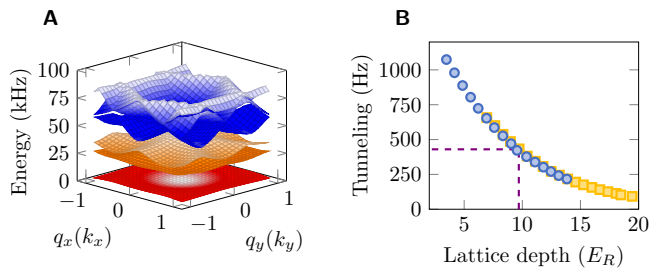 A
B
100
75
50
25
0
Energy (kHz)
−1
0
1
−1
0
1
q_x(k_x)
q_y(k_y)
1000
750
500
250
0
Tunneling (Hz)
5
10
15
20
Lattice depth (E_R)